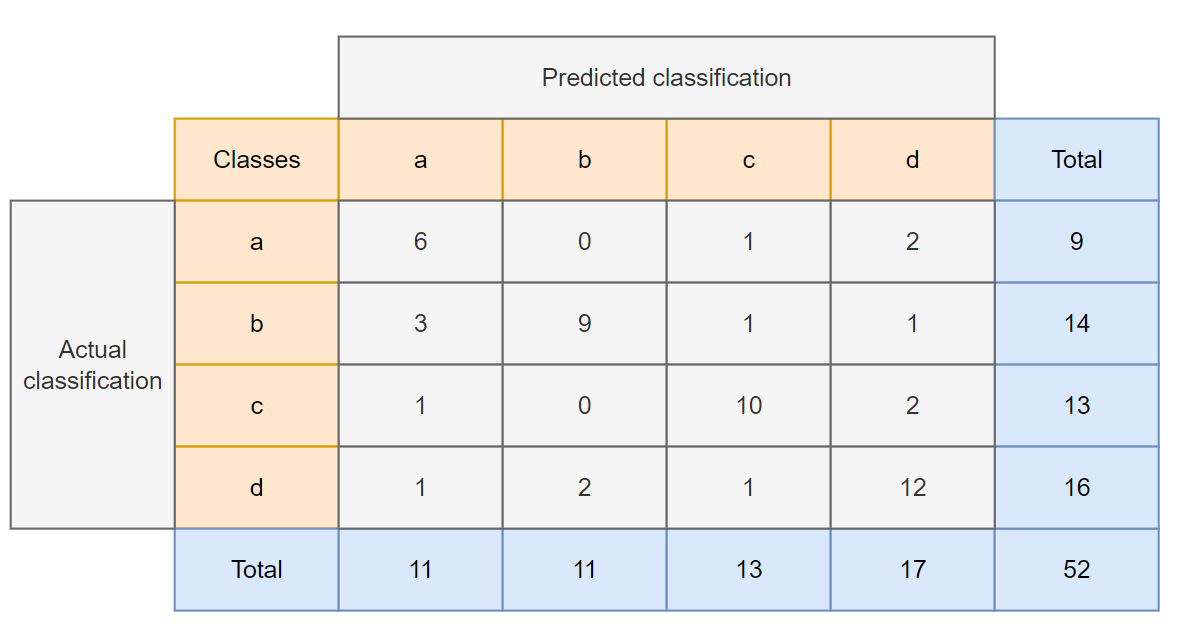 Predicted classification
Classes a b c d Total
a 6 0 1 2 9
b 3 9 1 1 14
Actual
classification
c 1 0 10 2 13
d 1 2 1 12 16
Total 11 11 13 17 52